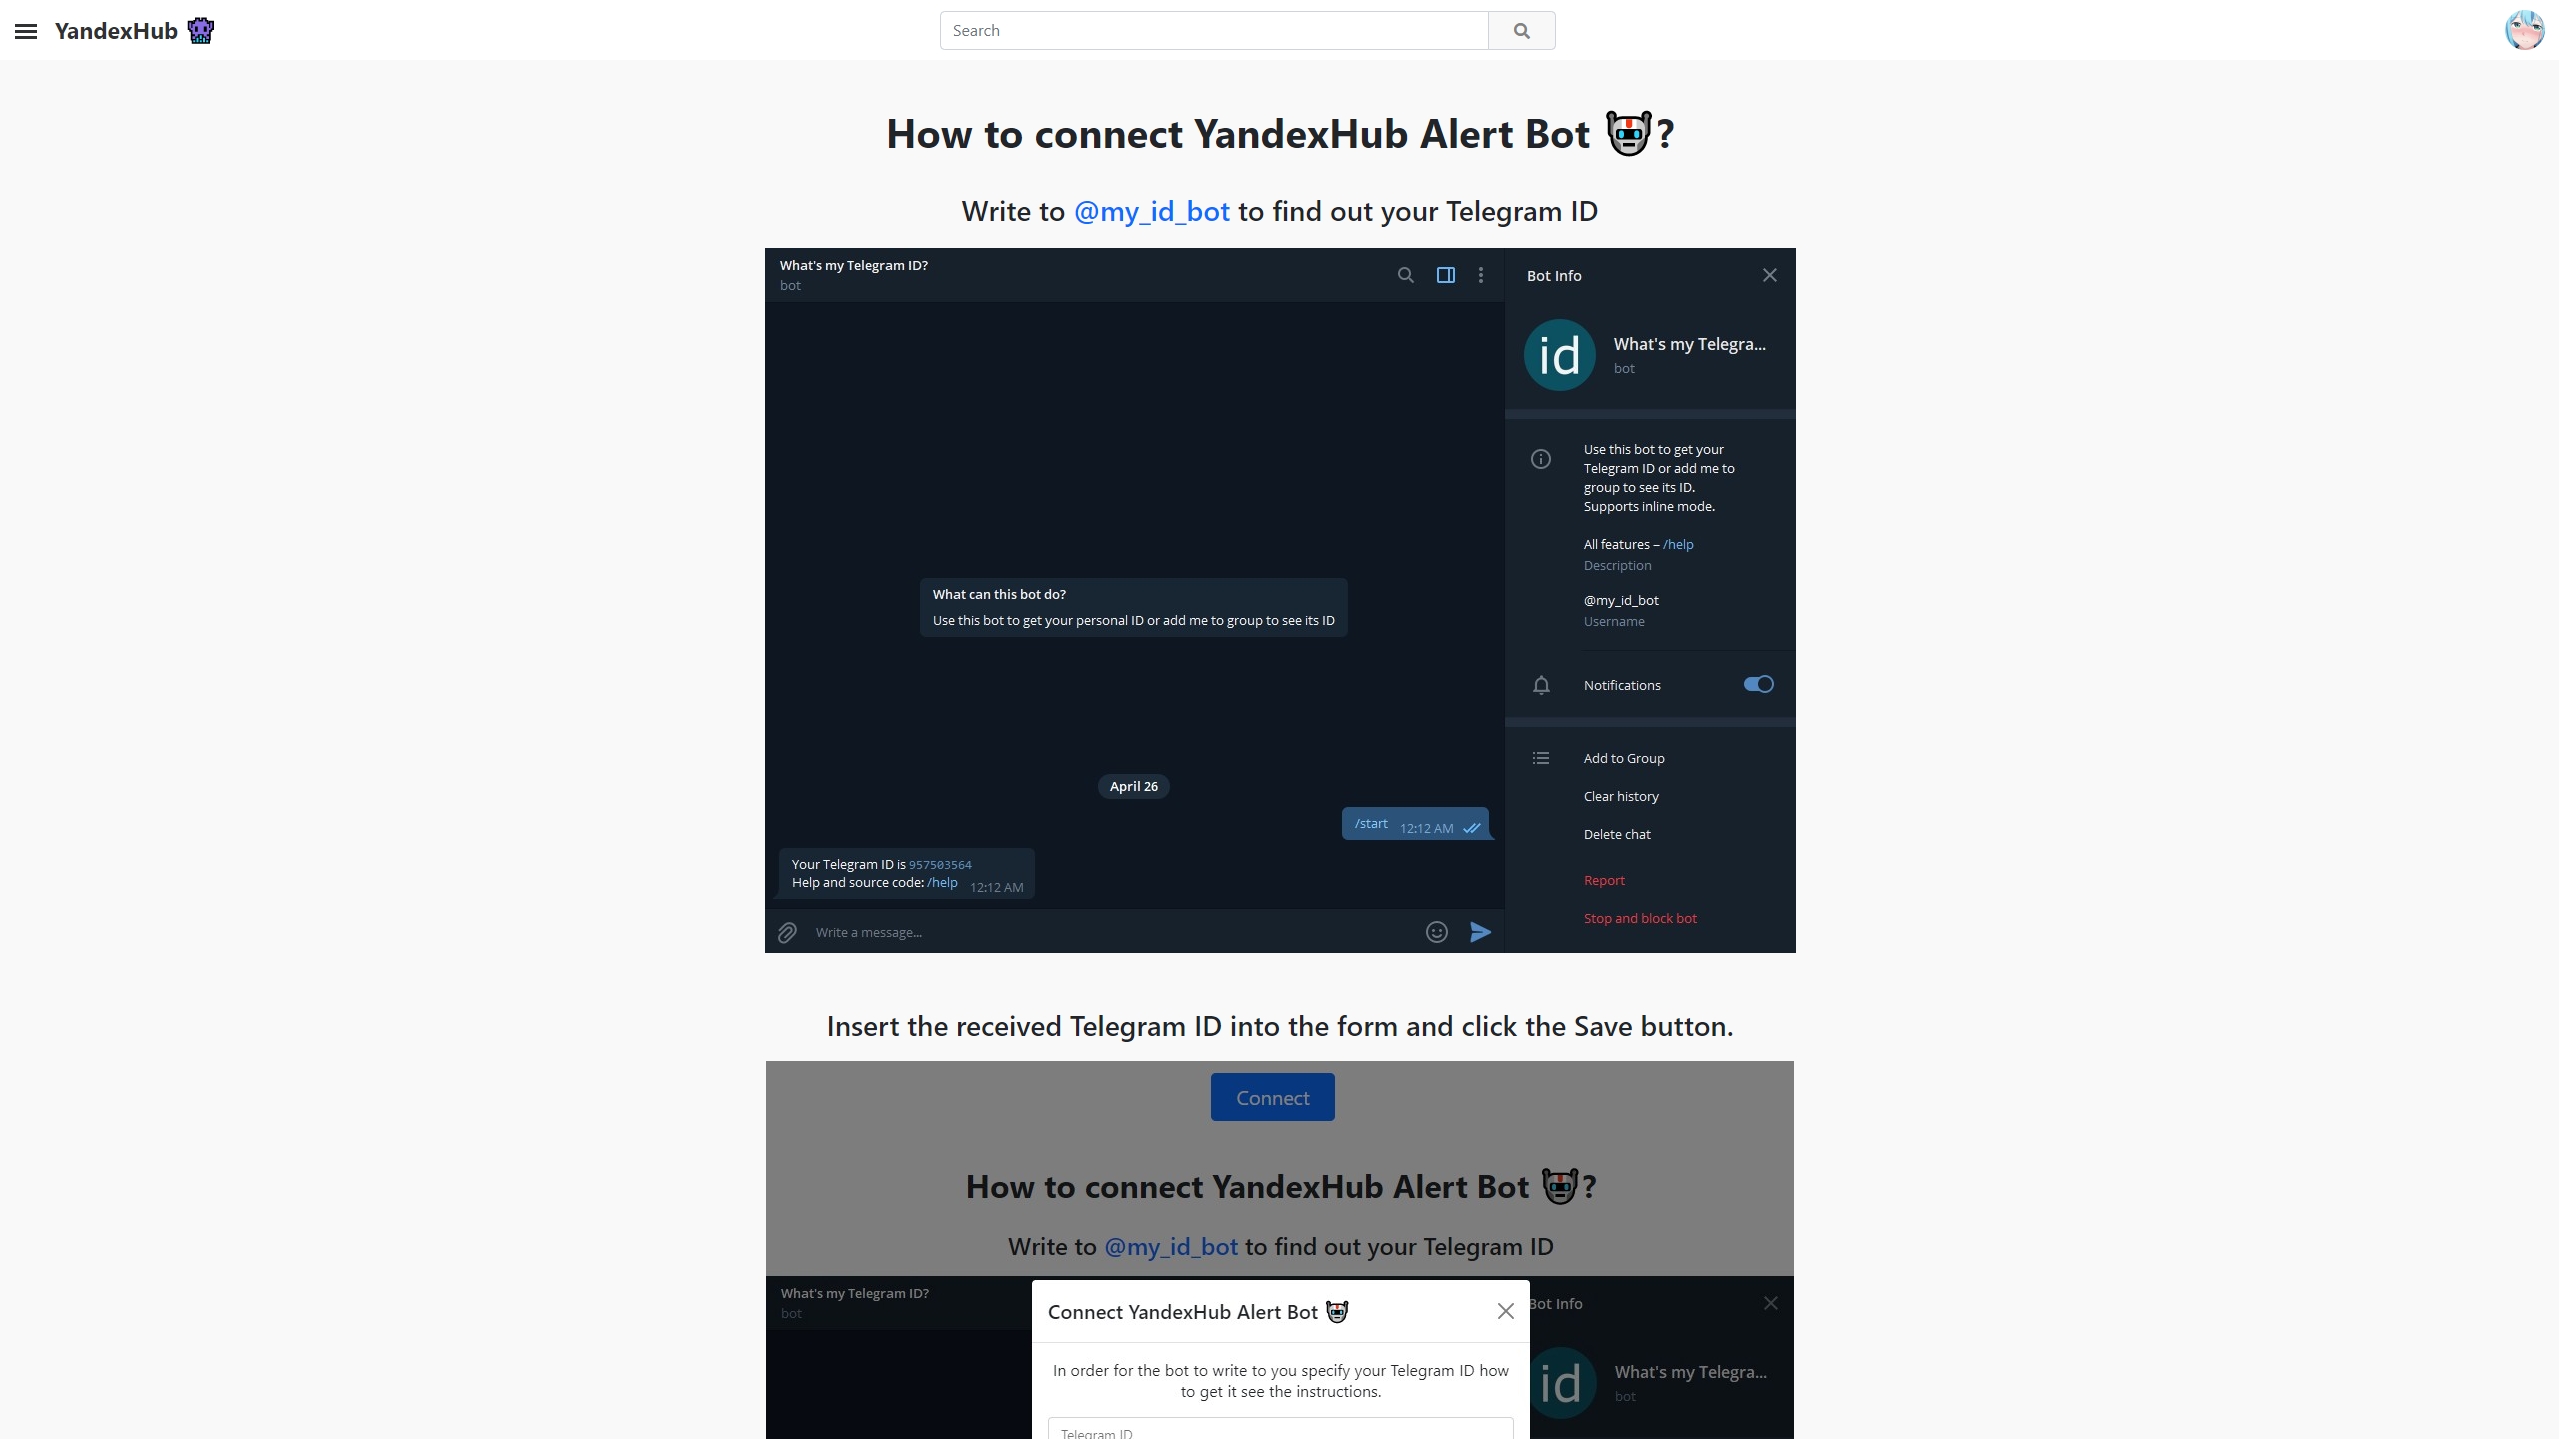 YandexHub
Search
How to connect YandexHub Alert Bot ?
Write to @my_id_bot to find out your Telegram ID
What's my Telegram ID?
bot
Bot Info
id
What's my Telegra...
bot
Use this bot to get your
Telegram ID or add me to
group to see its ID.
Supports inline mode.
All features – /help
Description
@my_id_bot
Username
Notifications
Add to Group
Clear history
Delete chat
Report
Stop and block bot
What can this bot do?
Use this bot to get your personal ID or add me to group to see its ID
April 26
/start 12:12 AM
Your Telegram ID is 957503564
Help and source code: /help 12:12 AM
Write a message...
Insert the received Telegram ID into the form and click the Save button.
Connect
How to connect YandexHub Alert Bot ?
Write to @my_id_bot to find out your Telegram ID
What's my Telegram ID?
bot
Bot Info
id
What's my Telegra...
bot
Connect YandexHub Alert Bot
In order for the bot to write to you specify your Telegram ID how
to get it see the instructions.
Telegram ID